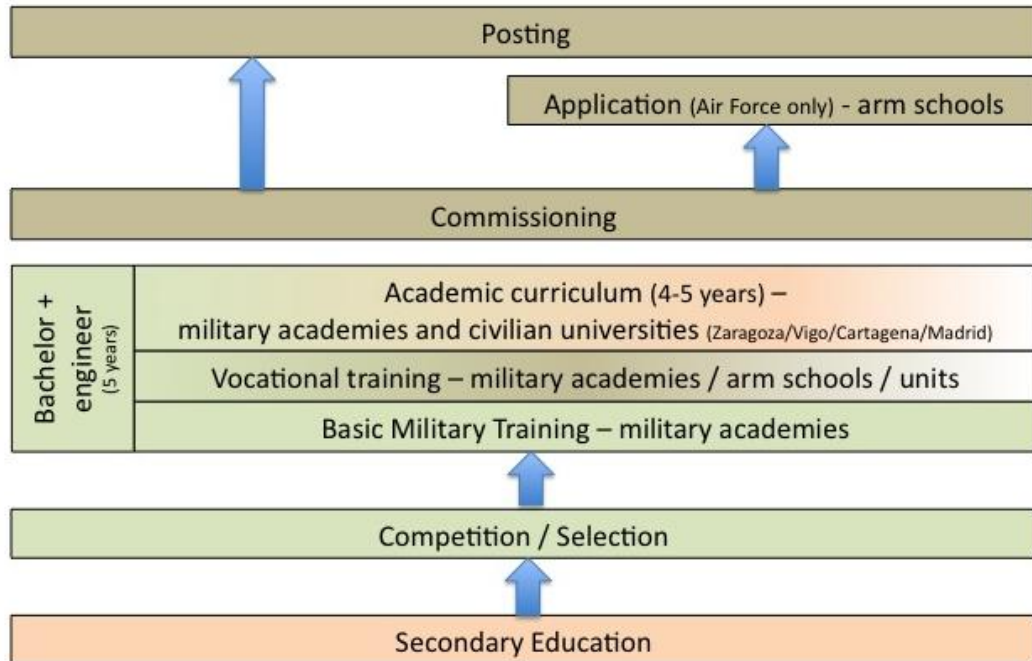 Posting
Application (Air Force only) - arm schools
Commissioning
Bachelor +
engineer
(5 years)
Academic curriculum (4-5 years) –
military academies and civilian universities (Zaragoza/Vigo/Cartagena/Madrid)
Vocational training – military academies / arm schools / units
Basic Military Training – military academies
Competition / Selection
Secondary Education